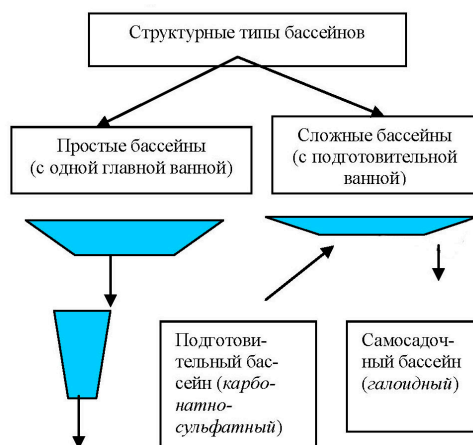 Структурные типы бассейнов
Простые бассейны
(с одной главной ванной)
Сложные бассейны
(с подготовительной
ванной)
Подготови-
тельный бас-
сейн (карбо-
натно-
сульфатный)
Самосадоч-
ный бассейн
(галоидный)